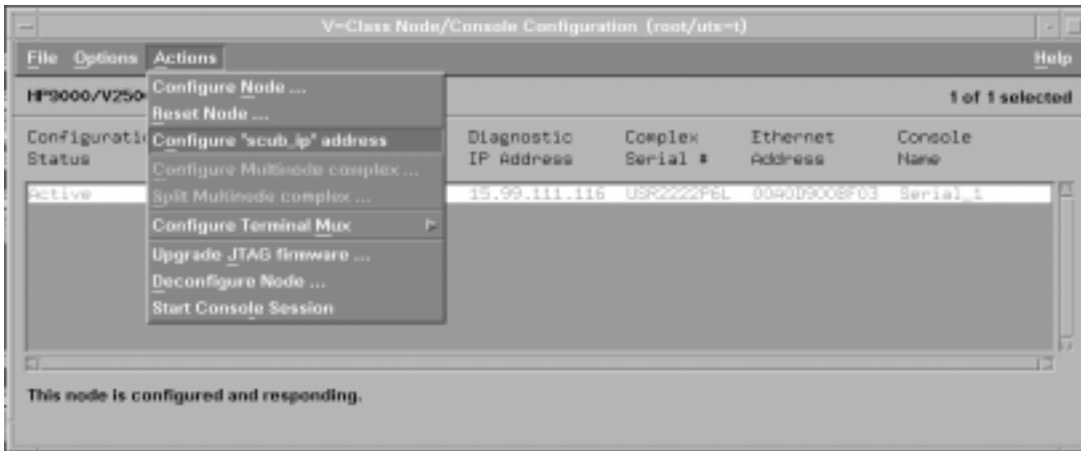 V-Class Node/Console Configuration (root/uts-t)
File Options Actions Help
HP9000/V250 1 of 1 selected
Configure Node ...
Reset Node ...
Configure "scub_ip" address
Configure Multinode complex ...
Split Multinode complex ...
Configure Terminal Mux
Upgrade JTAG firmware ...
Deconfigure Node ...
Start Console Session
Configurati
Status
Diagnostic
IP Address
Complex
Serial #
Ethernet
Address
Console
Name
Active 15.99.111.116 USR2222P6L 00A0D900BF03 Serial_1
This node is configured and responding.